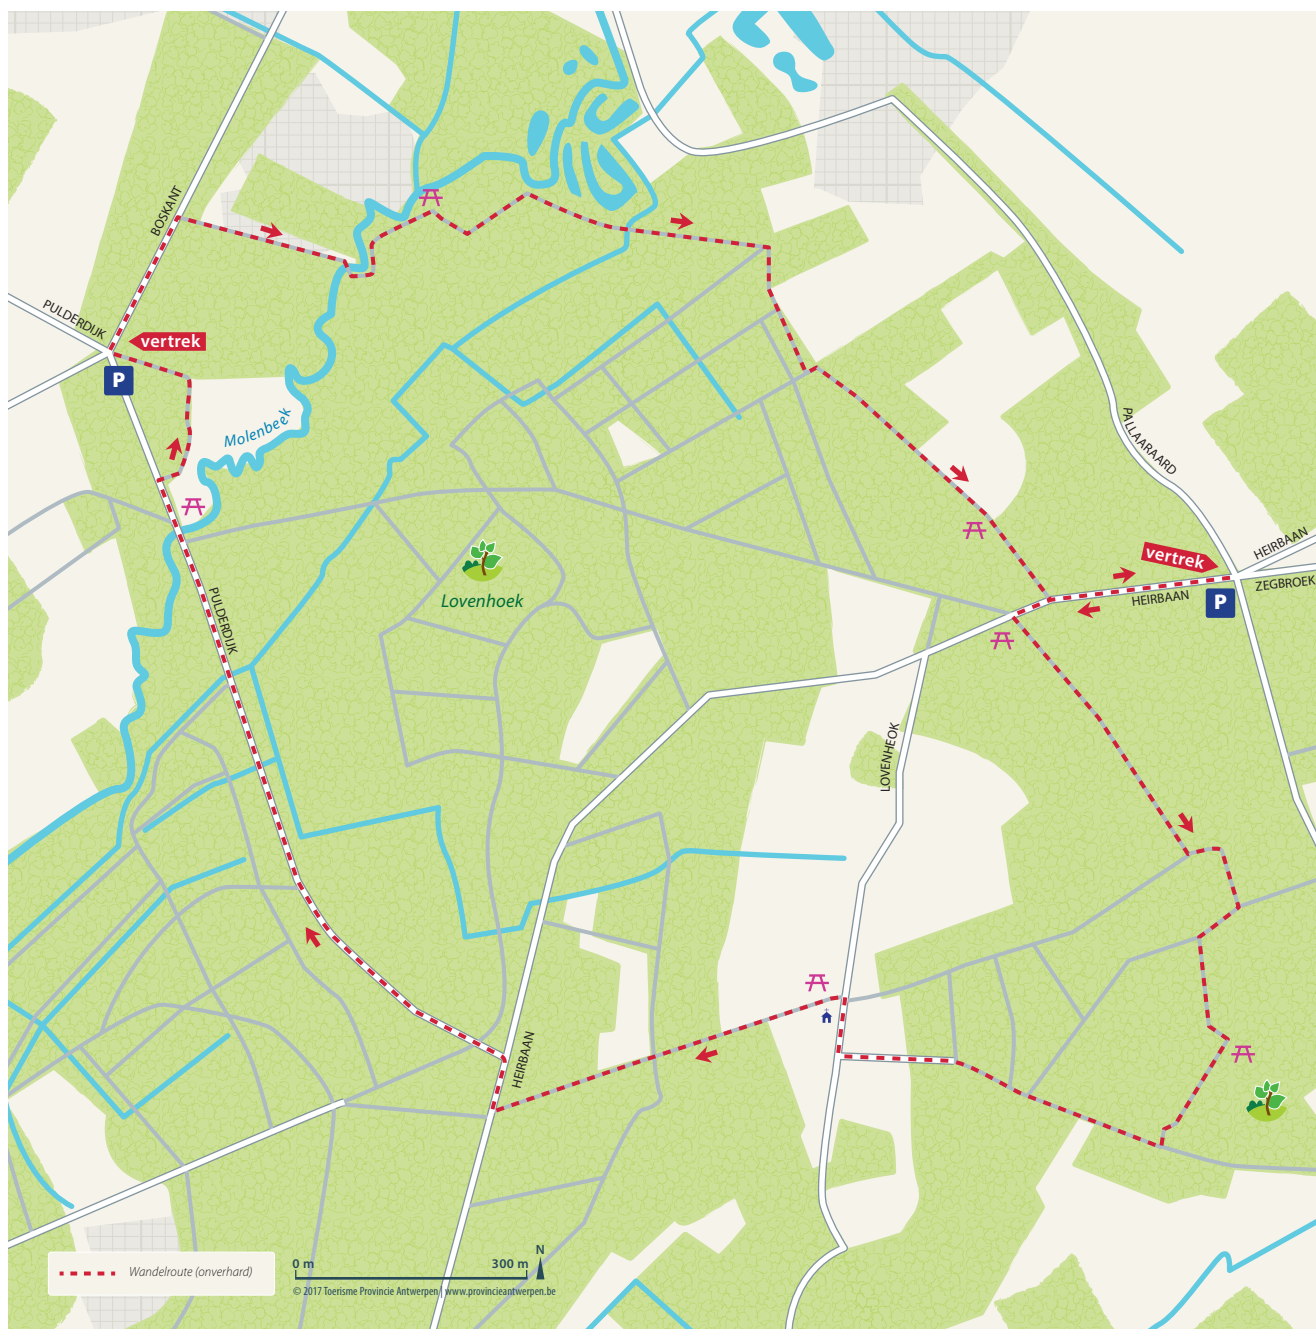 BOSKANT
PULDERDIJK
vertrek
P
Molenbeek
PALLAARAARD
HEIRBAAN
vertrek
ZEGBROEK
HEIRBAAN
P
Lovenhoek
PULDERDIJK
LOVENHEOK
HEIRBAAN
Wandelroute (onverhard)
0 m 300 m N
© 2017 Toerisme Provincie Antwerpen | www.provincieantwerpen.be